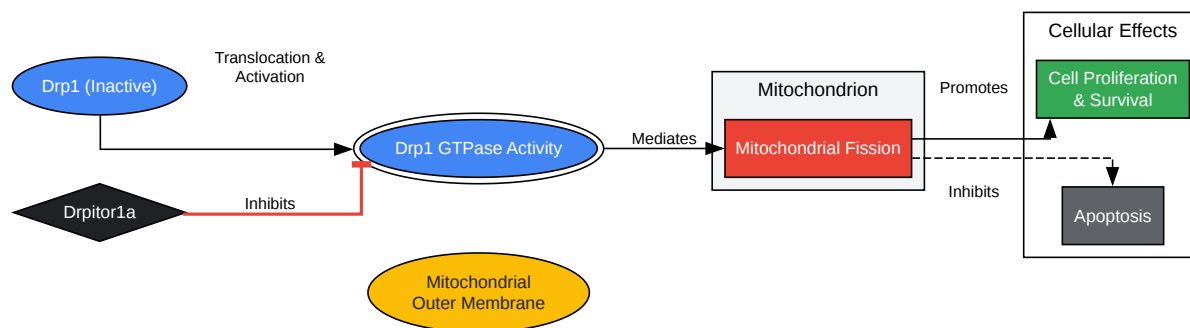 Cellular Effects
Translocation &
Activation
Drp1 (Inactive)
Mitochondrion
Promotes
Cell Proliferation
& Survival
Drp1 GTPase Activity
Mediates
Mitochondrial Fission
Inhibits
Drpitor1a
Inhibits
Apoptosis
Mitochondrial
Outer Membrane